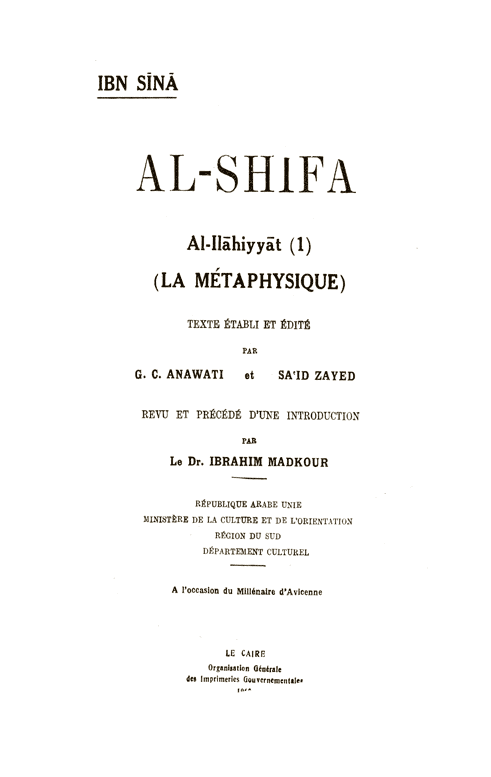 IBN SĪNĀ
AL-SHIFA
Al-Ilāhiyyāt (1)
(LA MÉTAPHYSIQUE)
TEXTE ÉTABLI ET ÉDITÉ
PAR
G. C. ANAWATI et SA'ID ZAYED
REVU ET PRÉCÉDÉ D'UNE INTRODUCTION
PAR
Le Dr. IBRAHIM MADKOUR
RÉPUBLIQUE ARABE UNIE
MINISTÈRE DE LA CULTURE ET DE L'ORIENTATION
RÉGION DU SUD
DÉPARTEMENT CULTUREL
A l'occasion du Millénaire d'Avicenne
LE CAIRE
Organisation Générale
des Imprimeries Gouvernementales